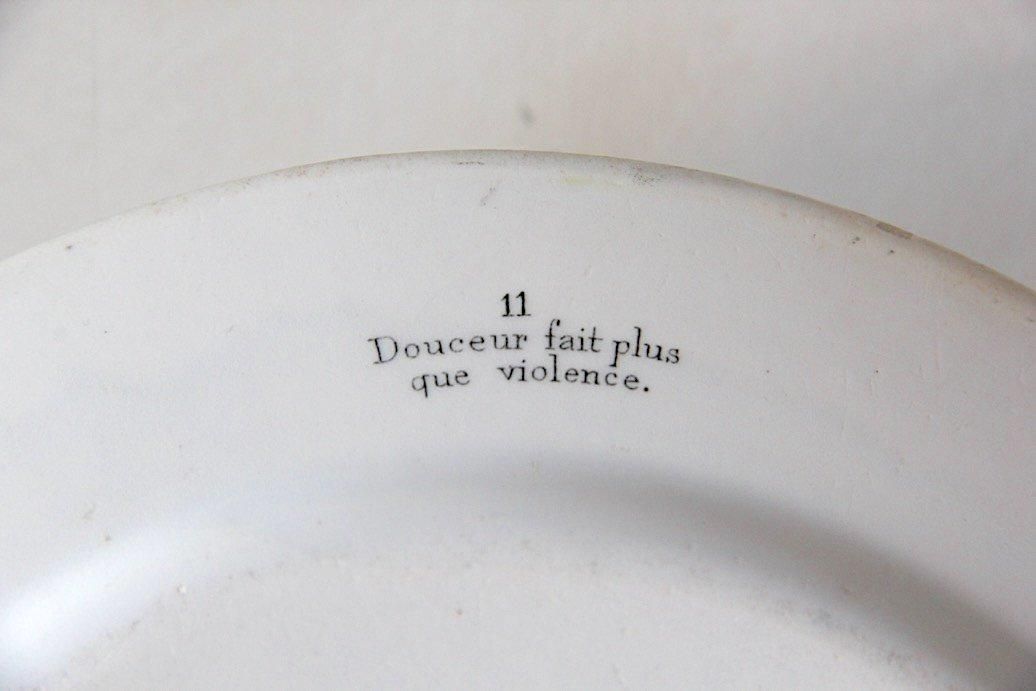 11
Douceur fait plus
que violence.